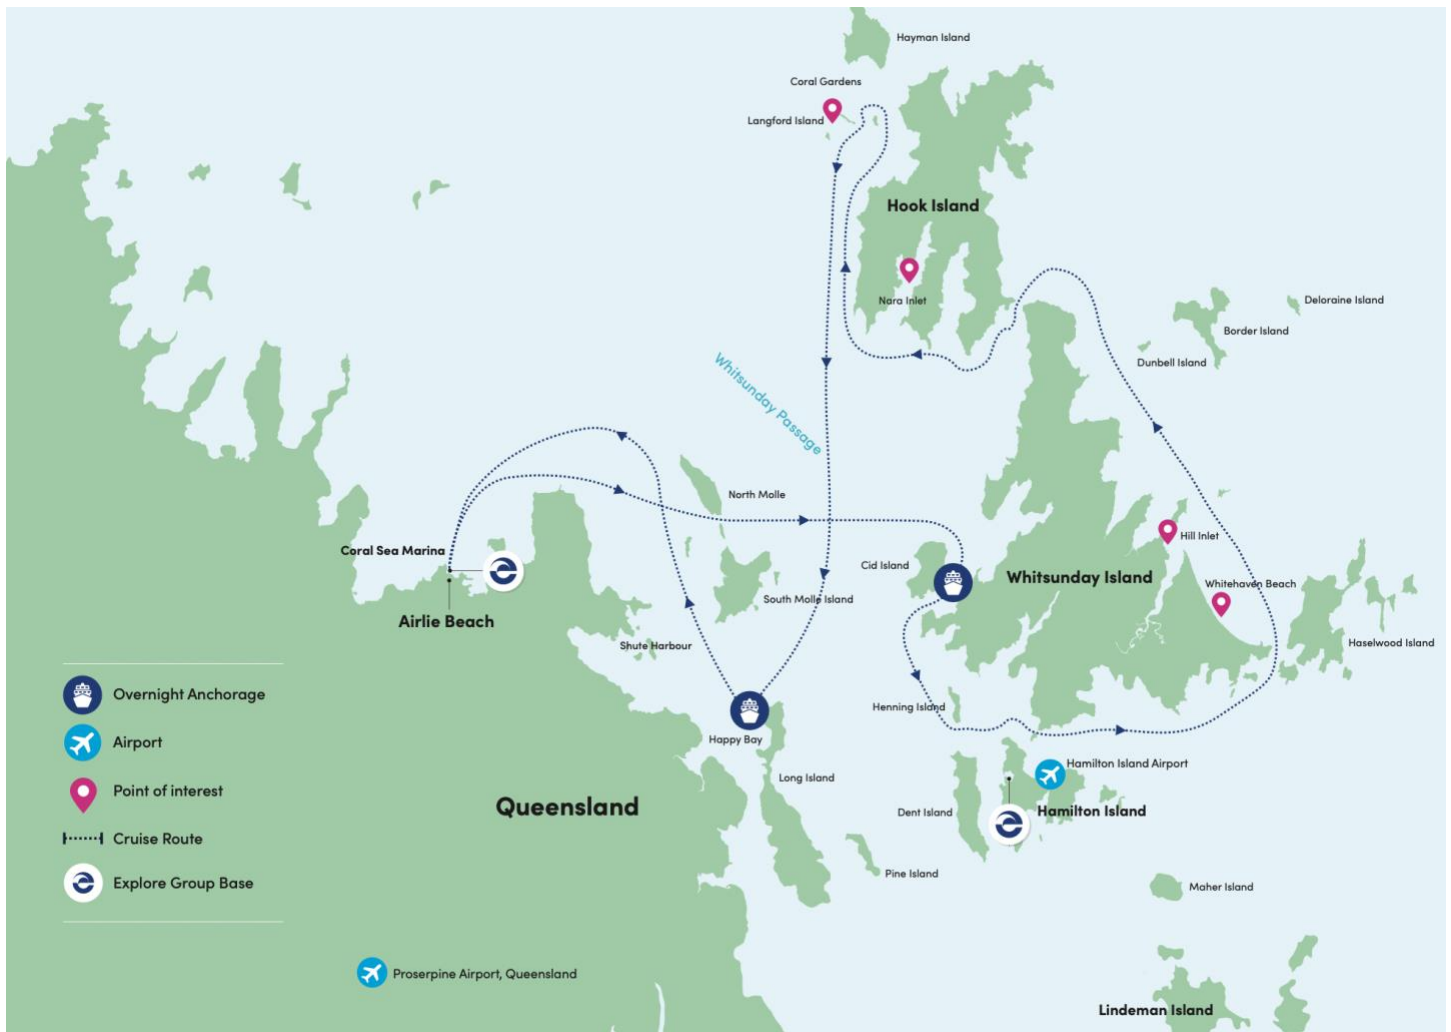 Hayman Island
Coral Gardens
Langford Island
Hook Island
Nara Inlet
Deloraine Island
Border Island
Dunbell Island
Whitsunday Passage
North Molle
Coral Sea Marina
Hill Inlet
Cid Island
Whitsunday Island
Whitehaven Beach
South Molle Island
Airlie Beach
Shute Harbour
Haselwood Island
Overnight Anchorage
Henning Island
Happy Bay
Airport
Hamilton Island Airport
Long Island
Point of interest
Queensland
Dent Island
Hamilton Island
Cruise Route
Pine Island
Explore Group Base
Maher Island
Proserpine Airport, Queensland
Lindeman Island